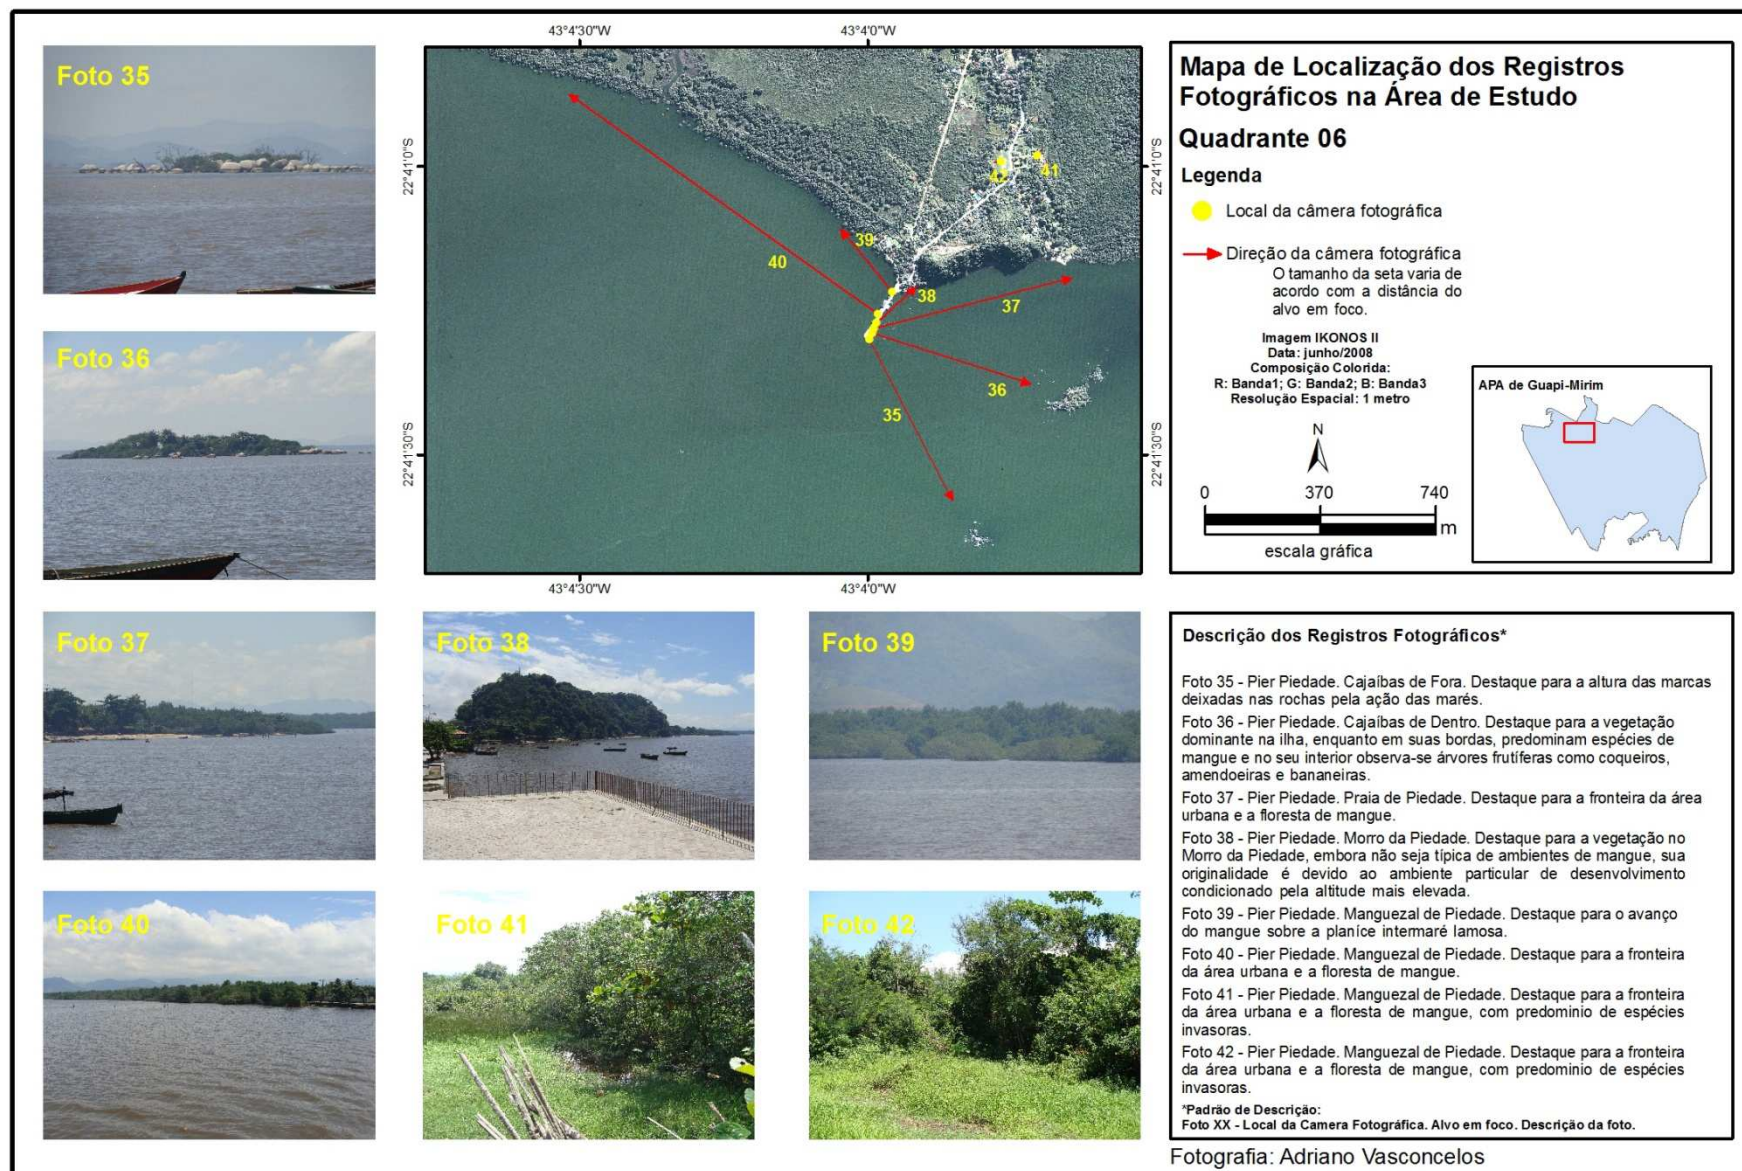 Foto 35
Foto 36
43°4'30"W
43°4'0"W
22°41'0"S
22°41'30"S
22°41'0"S
22°41'30"S
43°4'30"W
43°4'0"W
42
41
39
40
38
37
36
35
Mapa de Localização dos Registros
Fotográficos na Área de Estudo
Quadrante 06
Legenda
Local da câmera fotográfica
Direção da câmera fotográfica
O tamanho da seta varia de
acordo com a distância do
alvo em foco.
Imagem IKONOS II
Data: junho/2008
Composição Colorida:
R: Banda1; G: Banda2; B: Banda3
Resolução Espacial: 1 metro
N
0 370 740
m
escala gráfica
APA de Guapi-Mirim
Foto 37
Foto 38
Foto 39
Foto 40
Foto 41
Foto 42
Descrição dos Registros Fotográficos*
Foto 35 - Pier Piedade. Cajaíbas de Fora. Destaque para a altura das marcas
deixadas nas rochas pela ação das marés.
Foto 36 - Pier Piedade. Cajaíbas de Dentro. Destaque para a vegetação
dominante na ilha, enquanto em suas bordas, predominam espécies de
mangue e no seu interior observa-se árvores frutíferas como coqueiros,
amendoeiras e bananeiras.
Foto 37 - Pier Piedade. Praia de Piedade. Destaque para a fronteira da área
urbana e a floresta de mangue.
Foto 38 - Pier Piedade. Morro da Piedade. Destaque para a vegetação no
Morro da Piedade, embora não seja típica de ambientes de mangue, sua
originalidade é devido ao ambiente particular de desenvolvimento
condicionado pela altitude mais elevada.
Foto 39 - Pier Piedade. Manguezal de Piedade. Destaque para o avanço
do mangue sobre a planíce intermaré lamosa.
Foto 40 - Pier Piedade. Manguezal de Piedade. Destaque para a fronteira
da área urbana e a floresta de mangue.
Foto 41 - Pier Piedade. Manguezal de Piedade. Destaque para a fronteira
da área urbana e a floresta de mangue, com predominio de espécies
invasoras.
Foto 42 - Pier Piedade. Manguezal de Piedade. Destaque para a fronteira
da área urbana e a floresta de mangue, com predominio de espécies
invasoras.
*Padrão de Descrição:
Foto XX - Local da Camera Fotográfica. Alvo em foco. Descrição da foto.
Fotografia: Adriano Vasconcelos